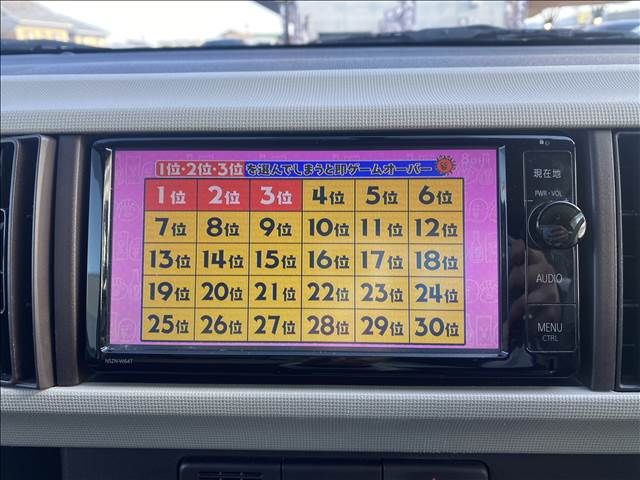 1位・2位・3位を選んでしまうと即ゲームオーバー
1位 2位 3位 4位 5位 6位
7位 8位 9位 10位 11位 12位
13位 14位 15位 16位 17位 18位
19位 20位 21位 22位 23位 24位
25位 26位 27位 28位 29位 30位
NSZN-W64T
現在地
PWR・VOL
AUDIO
MENU
CTRL